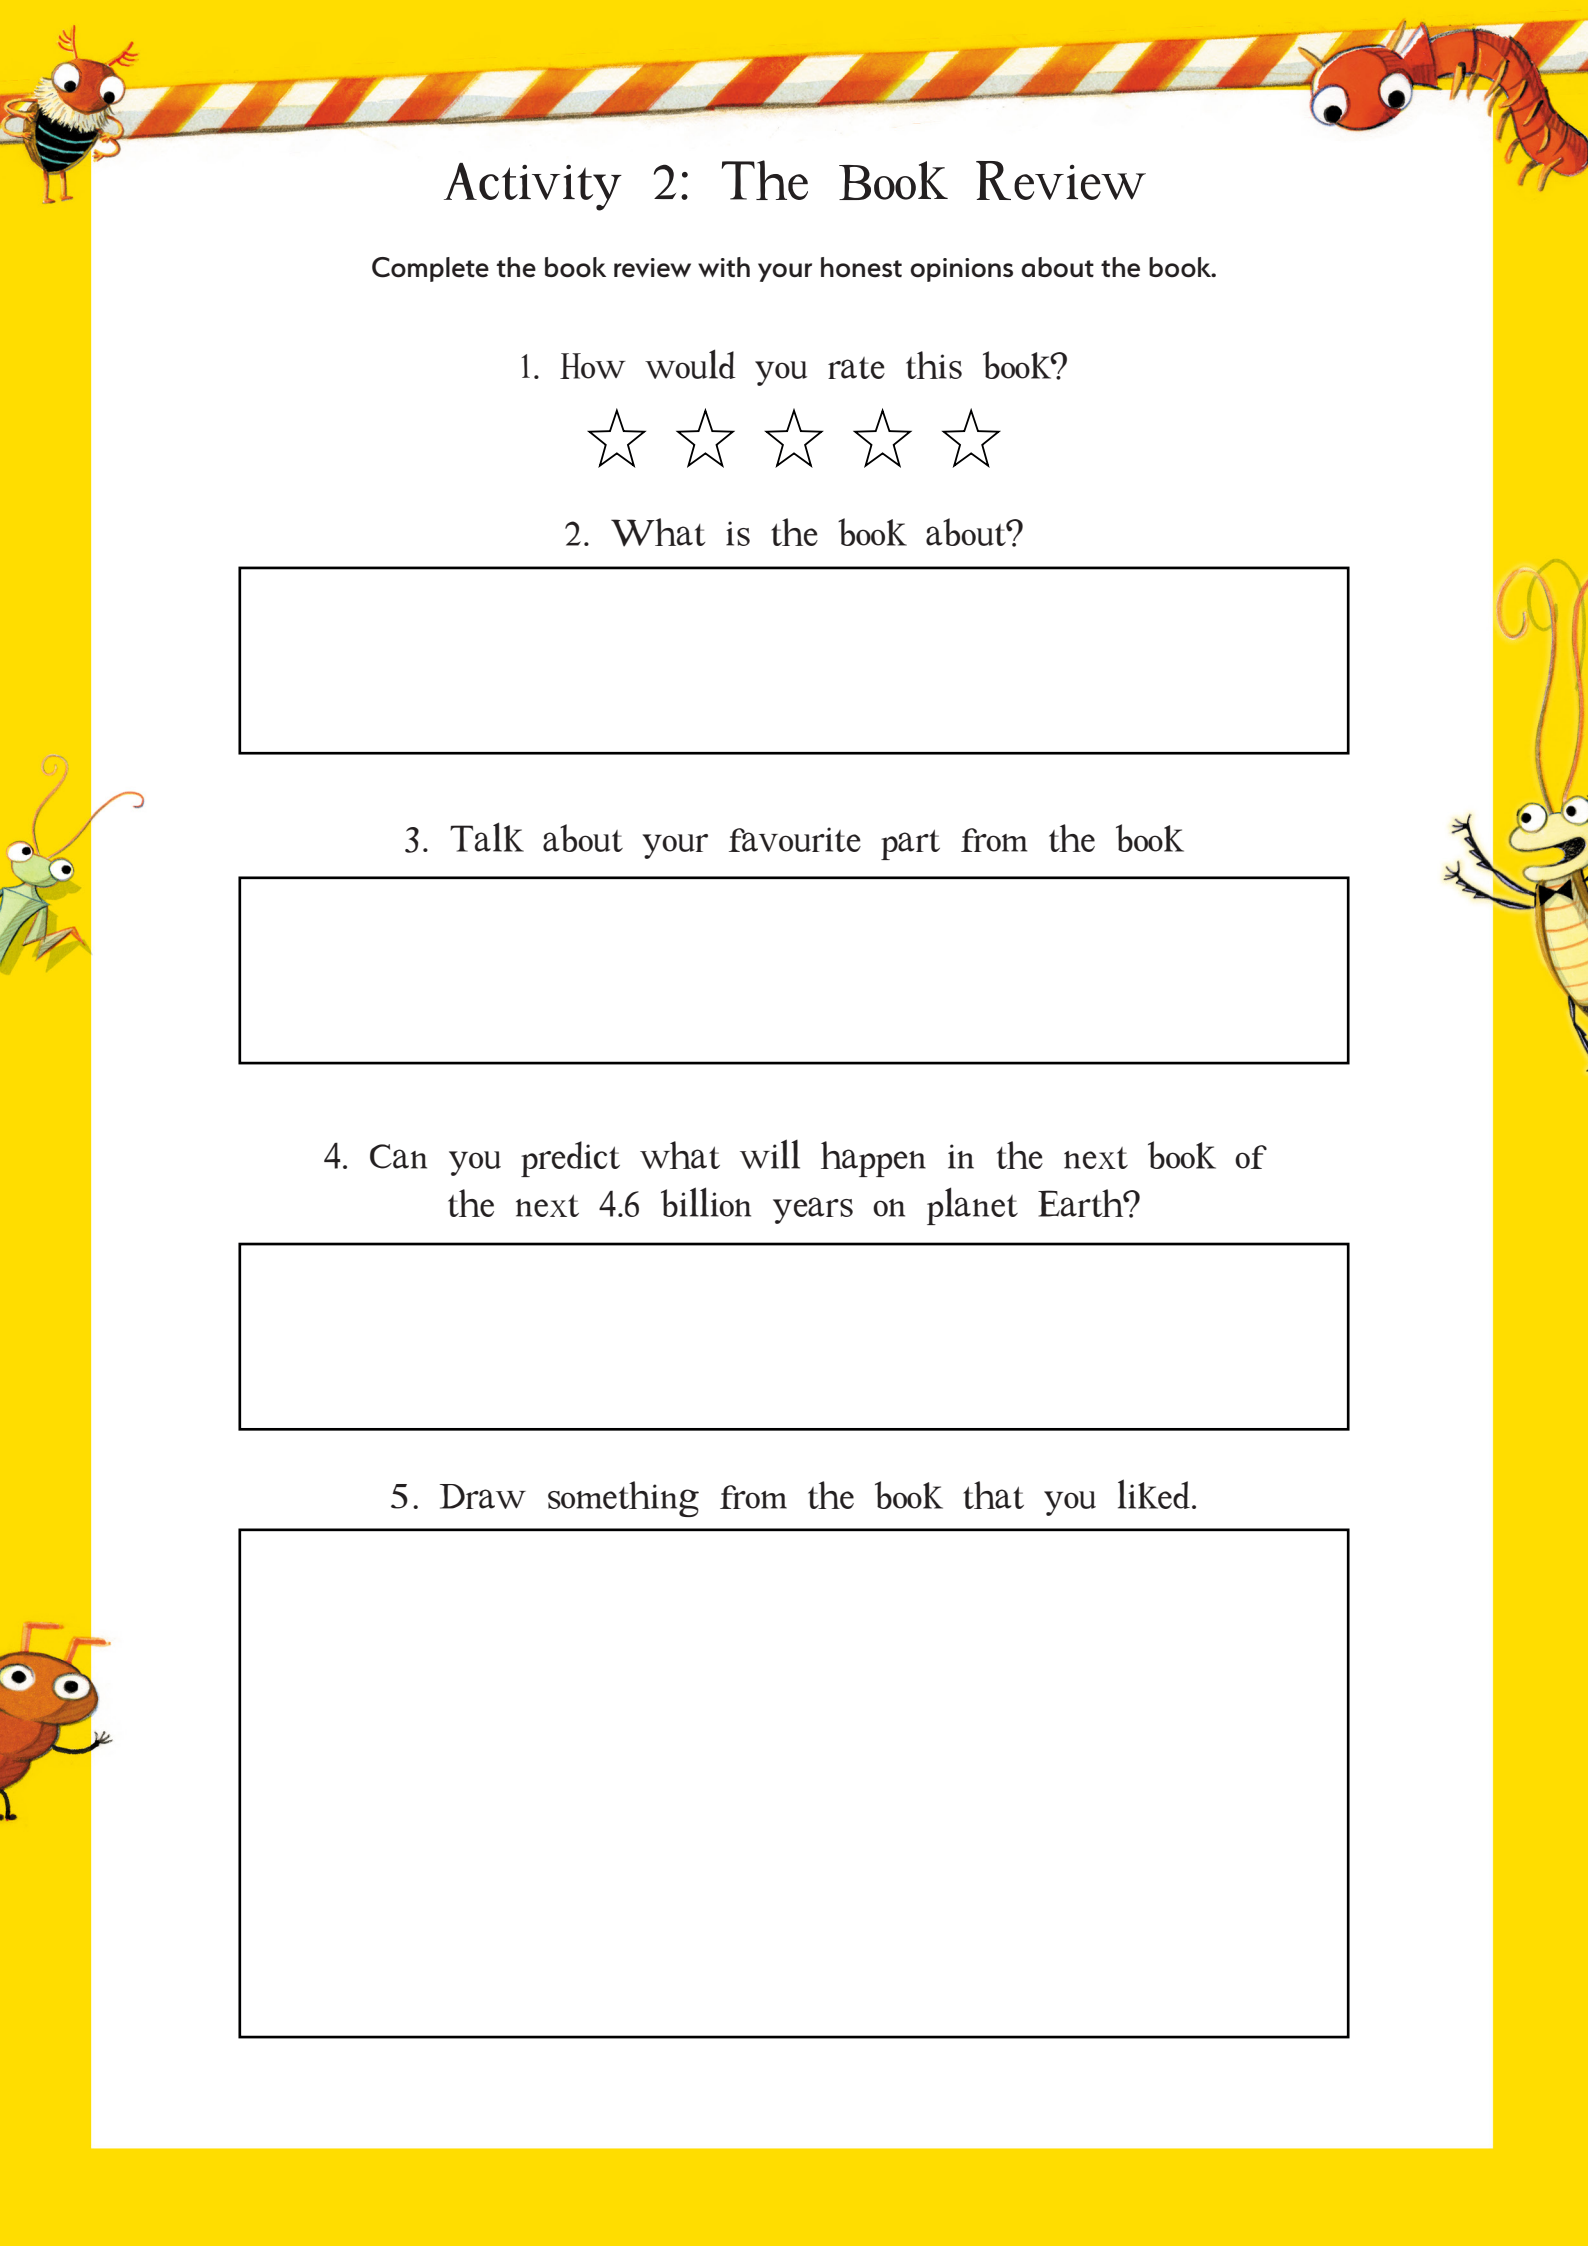 Activity 2: The Book Review
Complete the book review with your honest opinions about the book.
1. How would you rate this book?
2. What is the book about?
3. Talk about your favourite part from the book
4. Can you predict what will happen in the next book of
the next 4.6 billion years on planet Earth?
5. Draw something from the book that you liked.